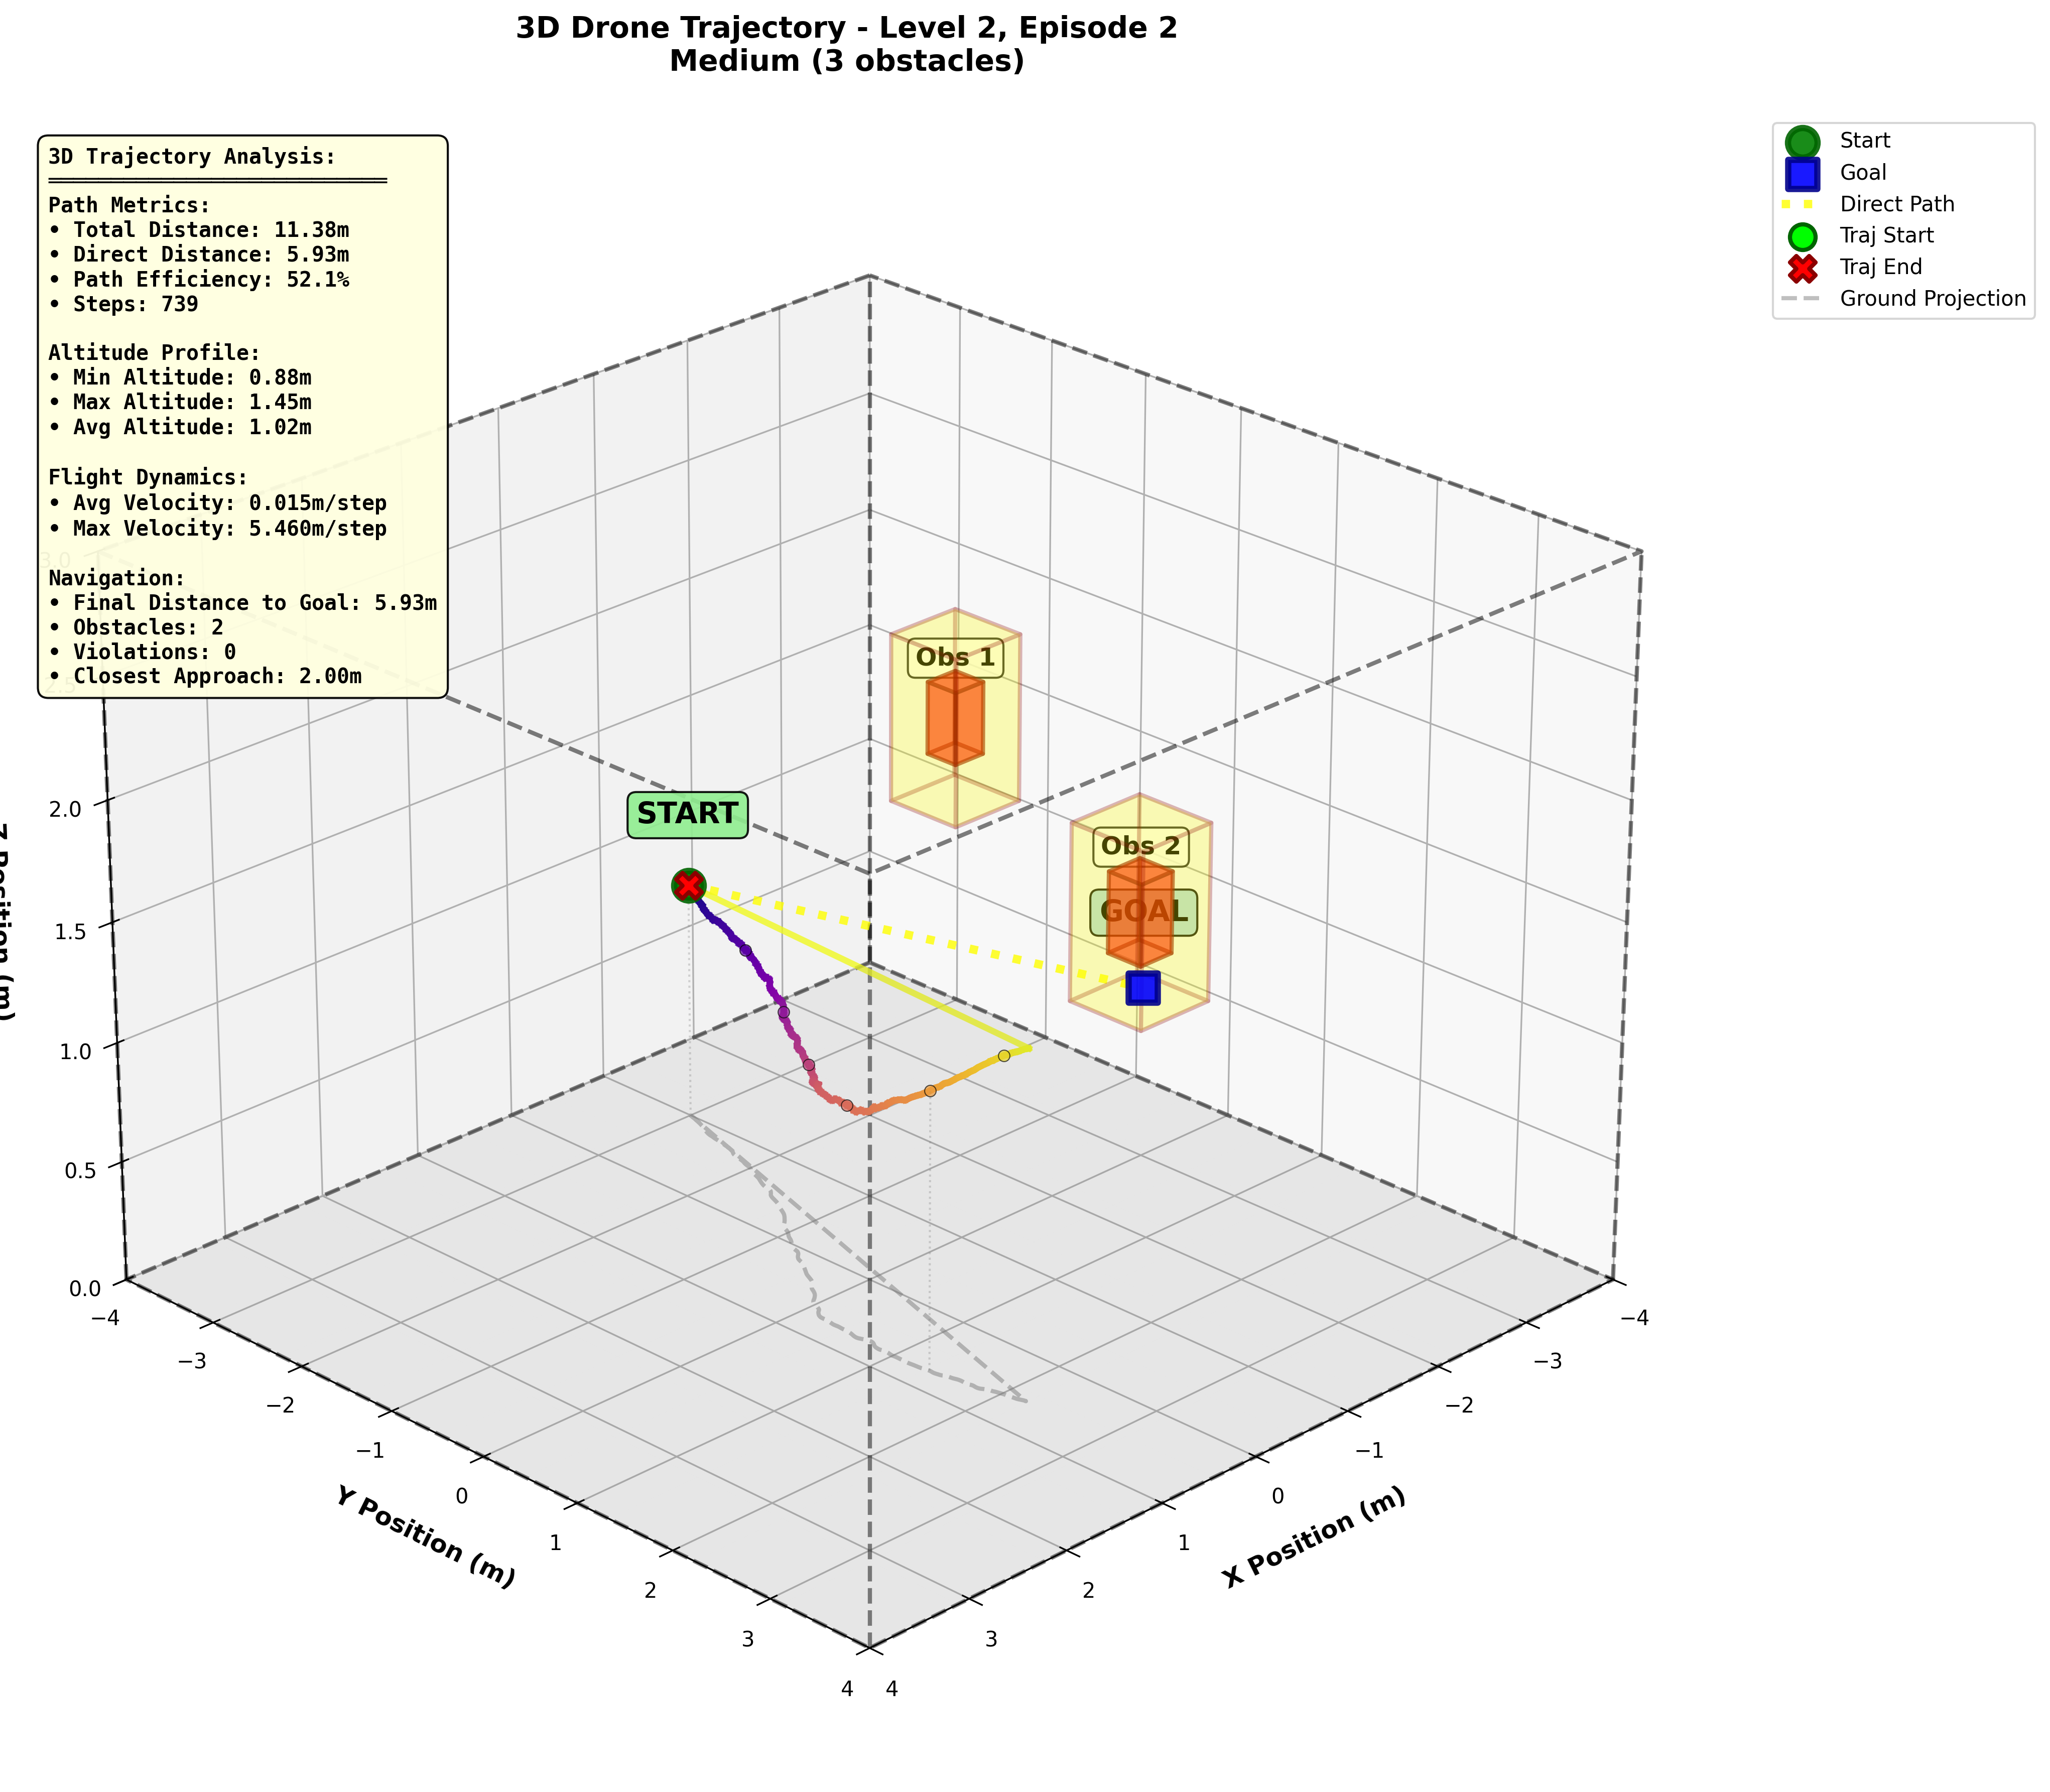 3D Drone Trajectory - Level 2, Episode 2
Medium (3 obstacles)
3D Trajectory Analysis:
Path Metrics:
• Total Distance: 11.38m
• Direct Distance: 5.93m
• Path Efficiency: 52.1%
• Steps: 739
Altitude Profile:
• Min Altitude: 0.88m
• Max Altitude: 1.45m
• Avg Altitude: 1.02m
Flight Dynamics:
• Avg Velocity: 0.015m/step
• Max Velocity: 5.460m/step
Navigation:
• Final Distance to Goal: 5.93m
• Obstacles: 2
• Violations: 0
• Closest Approach: 2.00m
Start
Goal
Direct Path
Traj Start
Traj End
Ground Projection
Obs 1
START
Obs 2
GOAL
3.0
2.5
2.0
1.5
1.0
0.5
0.0
Z Position (m)
−4
−3
−2
−1
0
1
2
3
4
Y Position (m)
4
3
2
1
0
−1
−2
−3
−4
X Position (m)